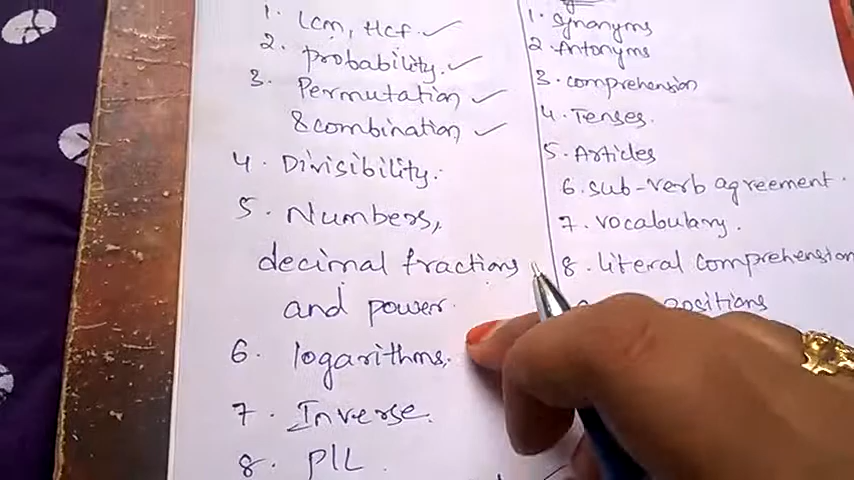 1. Lcm, Hcf ✓
2. probability. ✓
3. Permutation ✓
& combination ✓
4. Divisibility.
5. Numbers,
decimal fractions
and power.
6. logarithms,
7. Inverse.
8. plL.
1. Synonyms
2. Antonyms
3. comprehension
4. Tenses.
5. Articles
6. sub-verb agreement.
7. vocabulary.
8. literal comprehension.
ositions